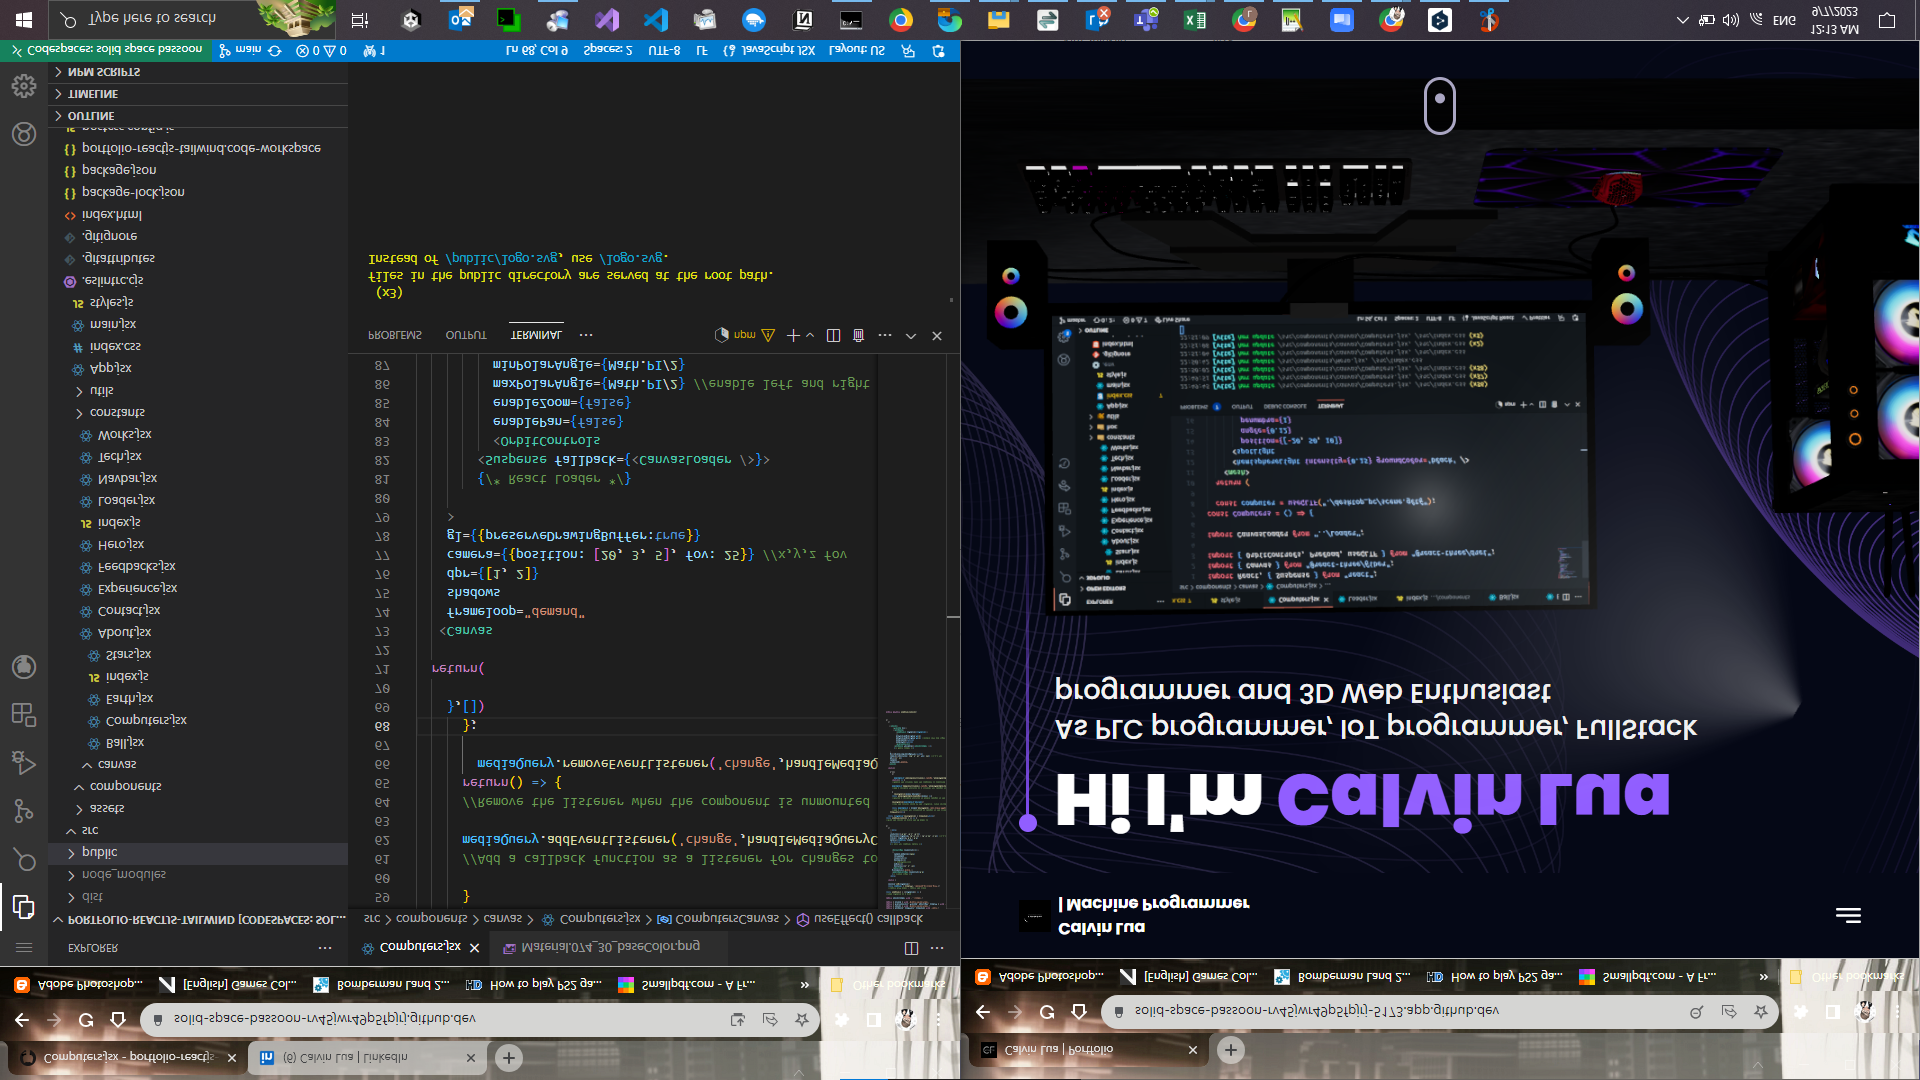 Computers.jsx - portfolio-reactjs
(6) Calvin Lua | LinkedIn
solid-space-bassoon-rv45jwr49p5fpjrj.github.dev
Adobe Photoshop...
[English] Games Col...
Bomberman Land 2...
How to play PS2 ga...
Smallpdf.com - A Fr...
»
Other bookmarks
EXPLORER
PORTFOLIO-REACTJS-TAILWIND [CODESPACES: SOL...
dist
node_modules
public
src
assets
components
canvas
Ball.jsx
Computers.jsx
Earth.jsx
index.js
Stars.jsx
About.jsx
Contact.jsx
Experience.jsx
Feedbacks.jsx
Hero.jsx
index.js
Loader.jsx
Navbar.jsx
Tech.jsx
Works.jsx
constants
utils
App.jsx
index.css
main.jsx
styles.js
.eslintrc.cjs
.gitattributes
.gitignore
index.html
package-lock.json
package.json
portfolio-reactjs-tailwind.code-workspace
postcss.config.js
OUTLINE
TIMELINE
NPM SCRIPTS
Computers.jsx
Material.074_30_baseColor.png
src > components > canvas > Computers.jsx > ComputersCanvas > useEffect() callback
59 }
60
61 //Add a callback function as a listener for changes to
62 mediaQuery.addEventListener('change',handleMediaQueryC
63
64 //Remove the listener when the component is unmounted
65 return() => {
66 mediaQuery.removeEventListener('change',handleMediaQ
67
68 };
69 },[])
70
71 return(
72
73 <Canvas
74 frameloop="demand"
75 shadows
76 dpr={[1, 2]}
77 camera={{position: [20, 3, 5], fov: 25}} //x,y,z fov
78 gl={{preserveDrawingBuffer:true}}
79 >
80
81 {/* React Loader */}
82 <Suspense fallback={<CanvasLoader />}>
83 <OrbitControls
84 enablePan={false}
85 enableZoom={false}
86 maxPolarAngle={Math.PI/2} //enable left and right
87 minPolarAngle={Math.PI/2}
PROBLEMS OUTPUT TERMINAL
npm
(x3)
files in the public directory are served at the root path.
Instead of /public/logo.svg, use /logo.svg.
Codespaces: solid space bassoon
main
0 0
1
Ln 68, Col 9
Spaces: 2
UTF-8
LF
JavaScript JSX
Layout: US
Calvin Lua | Portfolio
solid-space-bassoon-rv45jwr49p5fpjrj-5173.app.github.dev
Adobe Photoshop...
[English] Games Col...
Bomberman Land 2...
How to play PS2 ga...
Smallpdf.com - A Fr...
»
Other bookmarks
Calvin Lua
| Machine Programmer
Hi I'm Calvin Lua
As PLC programmer, IoT programmer, FullStack
programmer and 3D Web Enthusiast
Type here to search
ENG
12:13 AM
9/7/2023